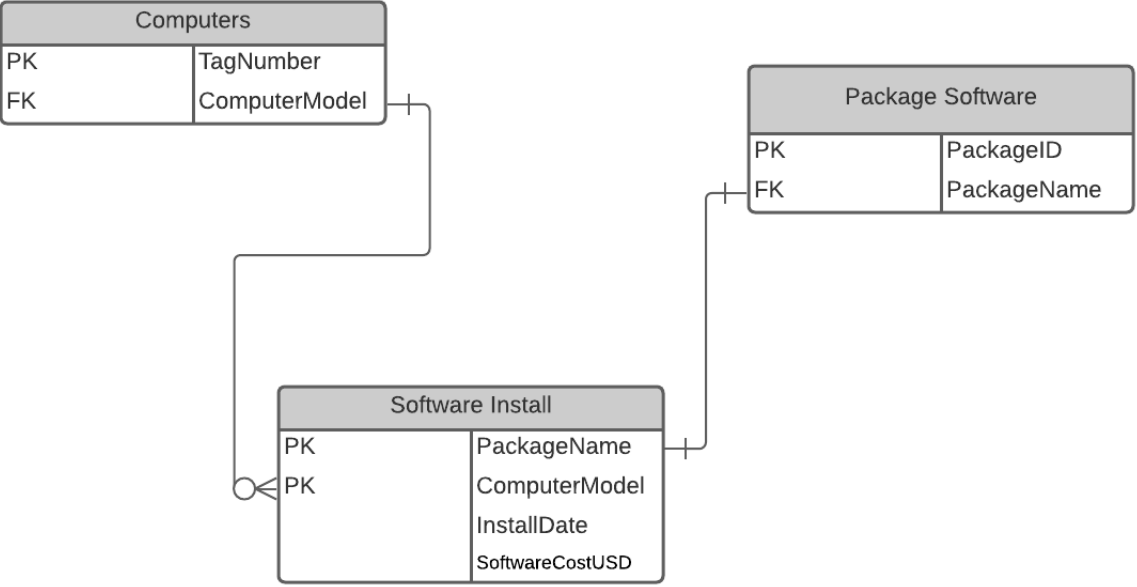 Computers
PK TagNumber
FK ComputerModel
Package Software
PK PackageID
FK PackageName
Software Install
PK PackageName
PK ComputerModel
InstallDate
SoftwareCostUSD